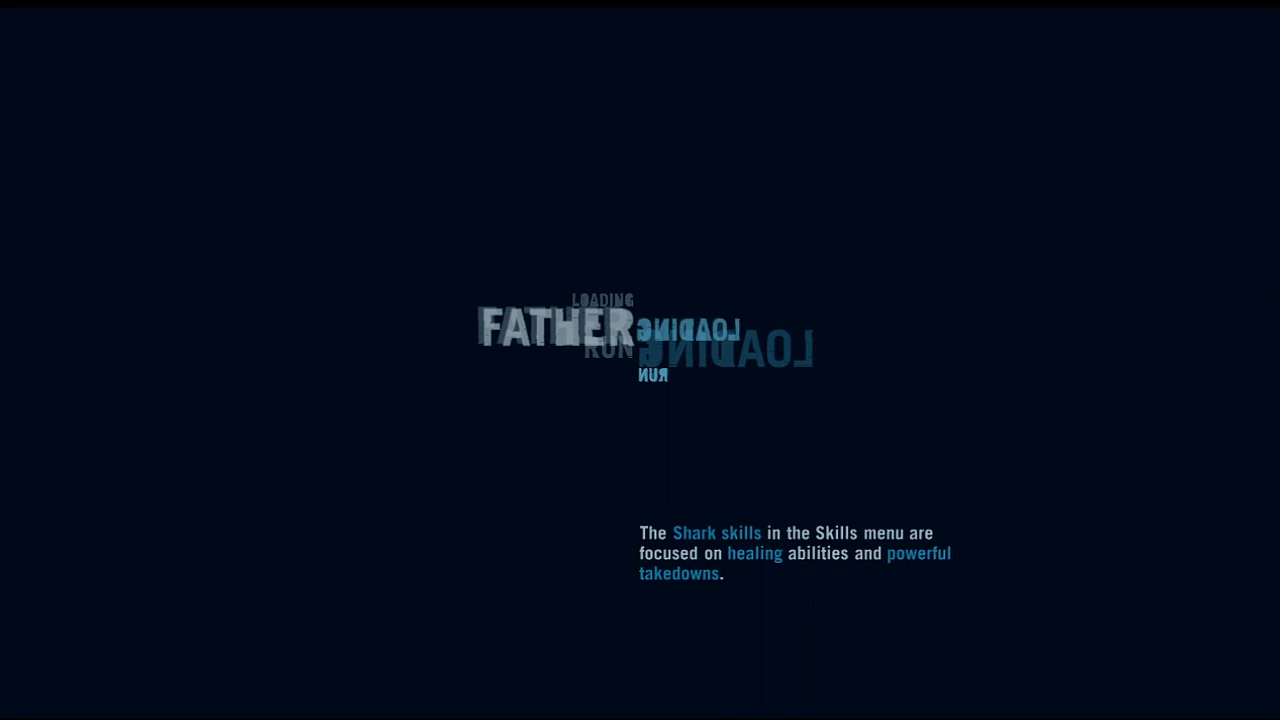 LOADING
FATHER
RUN
LOADING
LOADING
RUN
The Shark skills in the Skills menu are
focused on healing abilities and powerful
takedowns.